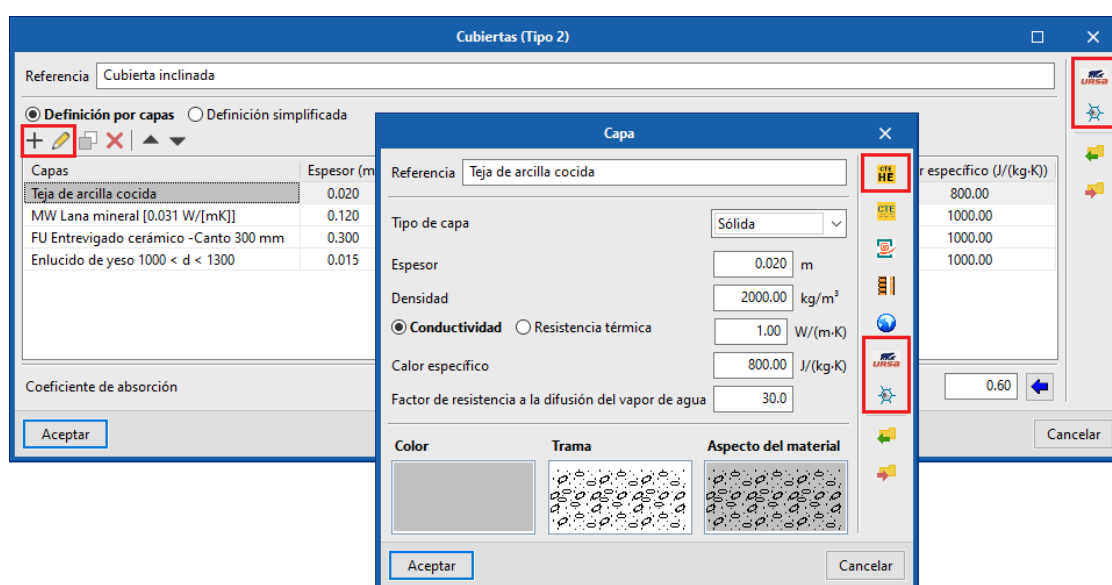 Cubiertas (Tipo 2)
Referencia Cubierta inclinada
URSA
Definición por capas Definición simplificada
Capas Espesor (m r específico (J/(kg·K))
Teja de arcilla cocida 0.020 800.00
MW Lana mineral [0.031 W/[mK]] 0.120 1000.00
FU Entrevigado cerámico -Canto 300 mm 0.300 1000.00
Enlucido de yeso 1000 < d < 1300 0.015 1000.00
Coeficiente de absorción 0.60
Aceptar Cancelar
Capa
Referencia Teja de arcilla cocida
CTE
HE
Tipo de capa Sólida
CTE
Espesor 0.020 m
Densidad 2000.00 kg/m³
Conductividad Resistencia térmica 1.00 W/(m·K)
URSA
Calor específico 800.00 J/(kg·K)
Factor de resistencia a la difusión del vapor de agua 30.0
Color Trama Aspecto del material
Aceptar Cancelar